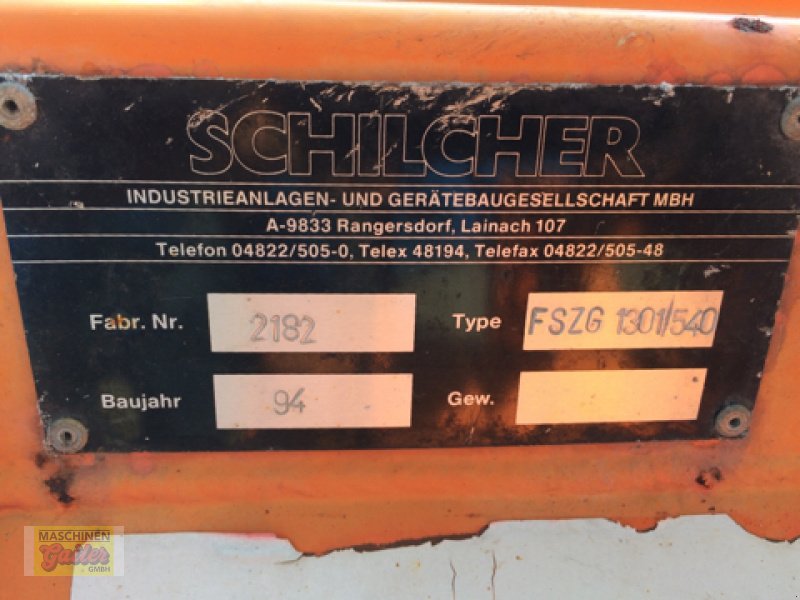 SCHILCHER
INDUSTRIEANLAGEN- UND GERÄTEBAUGESELLSCHAFT MBH
A-9833 Rangersdorf, Lainach 107
Telefon 04822/505-0, Telex 48194, Telefax 04822/505-48
Fabr. Nr. 2182 Type FSZG 1301/540
Baujahr 94 Gew.
MASCHINEN
Gailer
GMBH